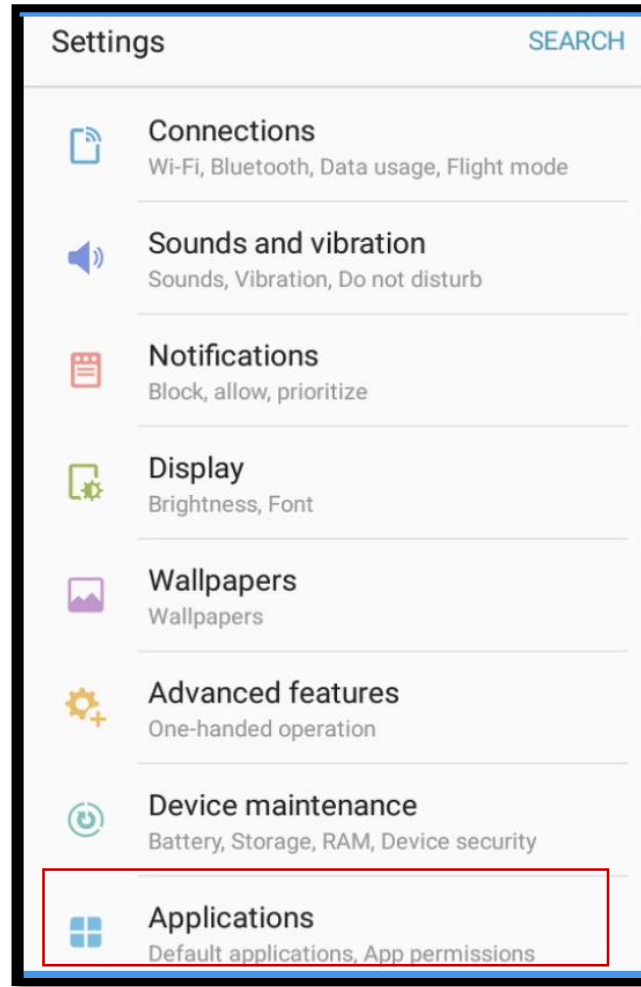 Settings SEARCH
Connections
Wi-Fi, Bluetooth, Data usage, Flight mode
Sounds and vibration
Sounds, Vibration, Do not disturb
Notifications
Block, allow, prioritize
Display
Brightness, Font
Wallpapers
Wallpapers
Advanced features
One-handed operation
Device maintenance
Battery, Storage, RAM, Device security
Applications
Default applications, App permissions